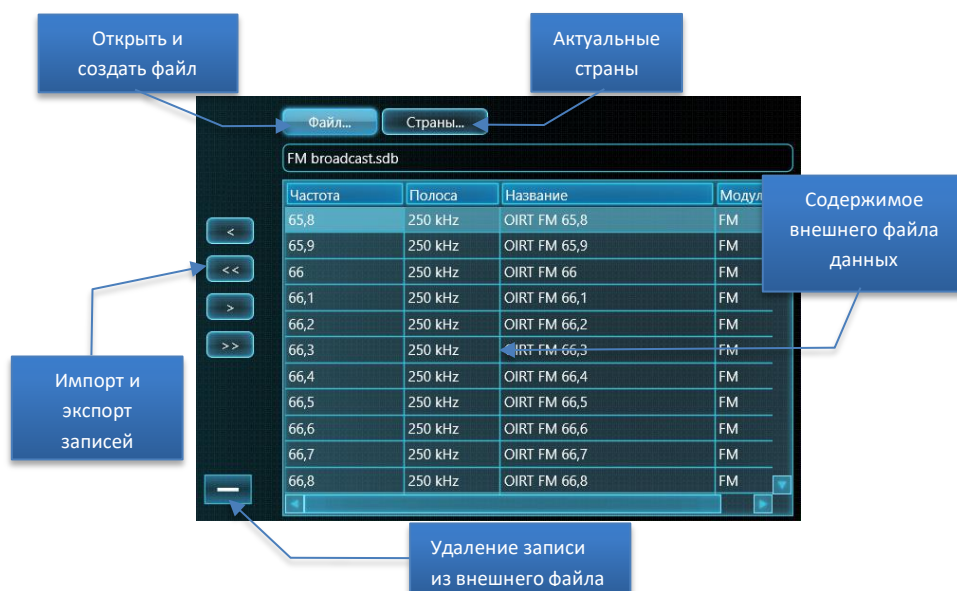 Открыть и
создать файл
Актуальные
страны
Файл...
Страны...
FM broadcast.sdb
Частота Полоса Название Модул
65,8 250 kHz OIRT FM 65,8 FM
65,9 250 kHz OIRT FM 65,9 FM
66 250 kHz OIRT FM 66 FM
66,1 250 kHz OIRT FM 66,1 FM
66,2 250 kHz OIRT FM 66,2 FM
66,3 250 kHz OIRT FM 66,3 FM
66,4 250 kHz OIRT FM 66,4 FM
66,5 250 kHz OIRT FM 66,5 FM
66,6 250 kHz OIRT FM 66,6 FM
66,7 250 kHz OIRT FM 66,7 FM
66,8 250 kHz OIRT FM 66,8 FM
<
<<
>
>>
Содержимое
внешнего файла
данных
Импорт и
экспорт
записей
Удаление записи
из внешнего файла